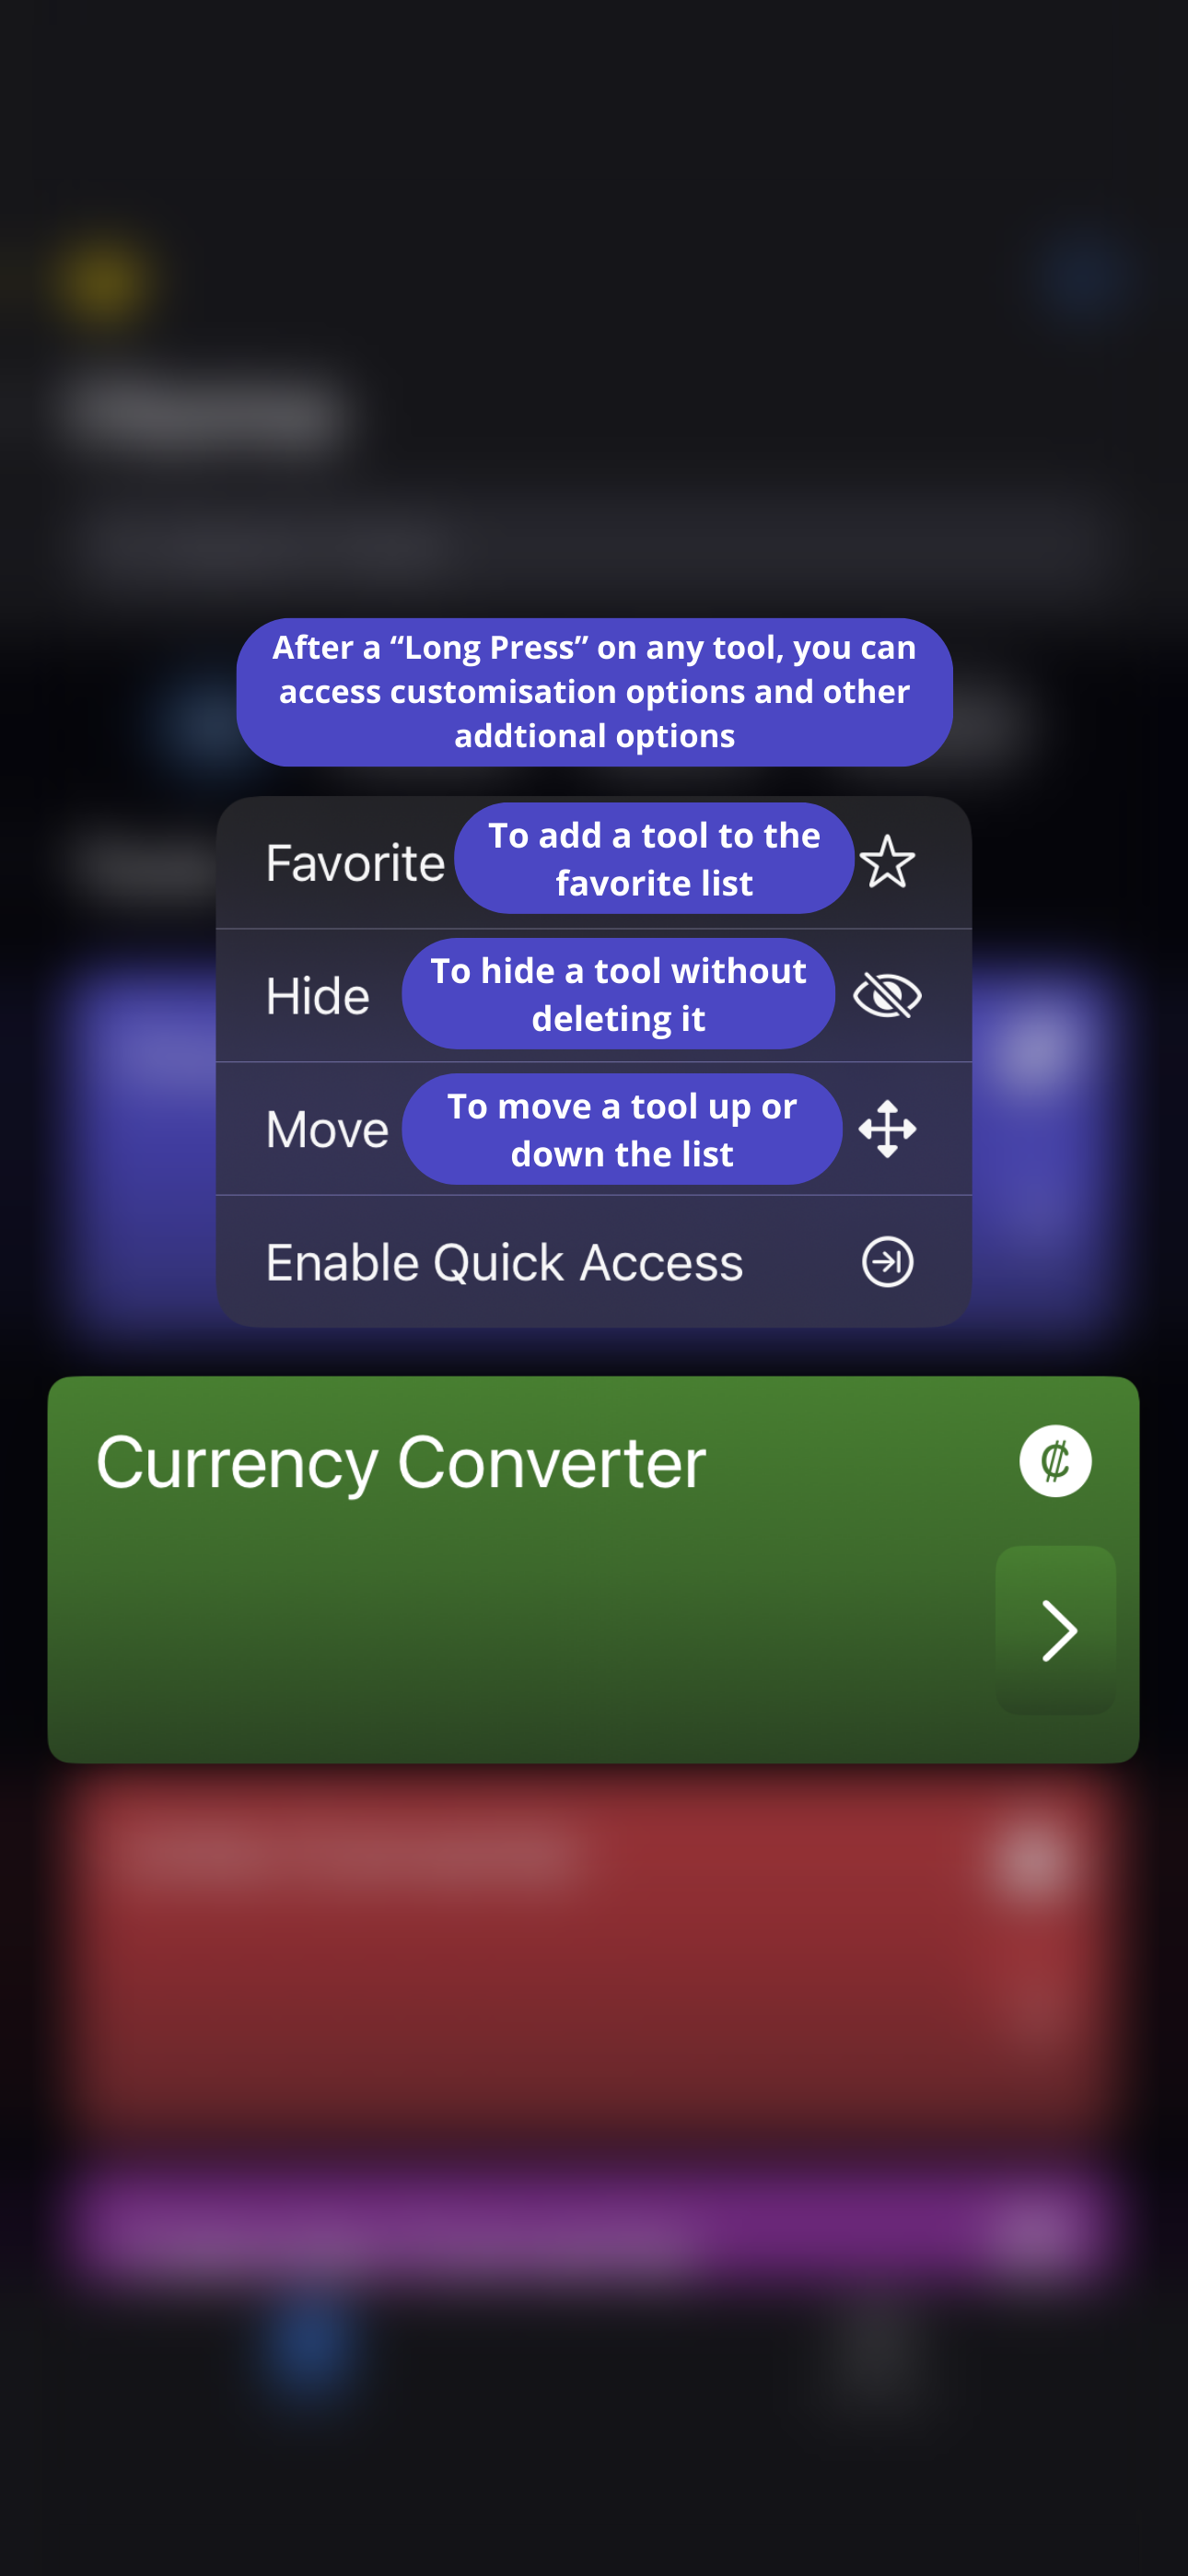 After a “Long Press” on any tool, you can
access customisation options and other
addtional options
Favorite
To add a tool to the
favorite list
Hide
To hide a tool without
deleting it
Move
To move a tool up or
down the list
Enable Quick Access
Currency Converter
₡